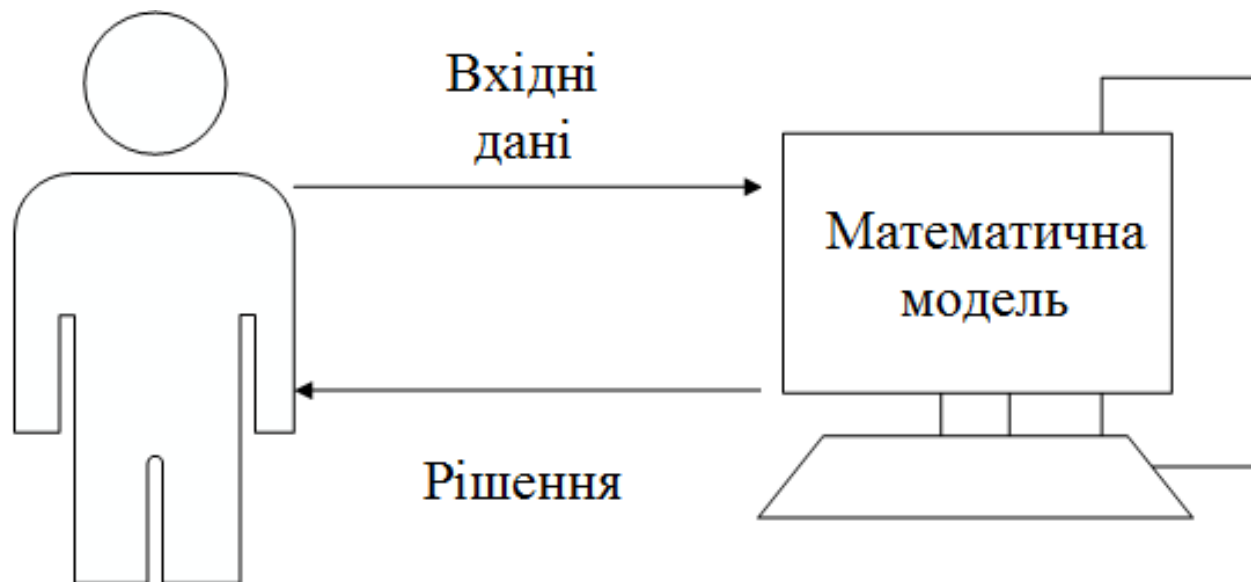 Вхідні
дані
Математична
модель
Рішення